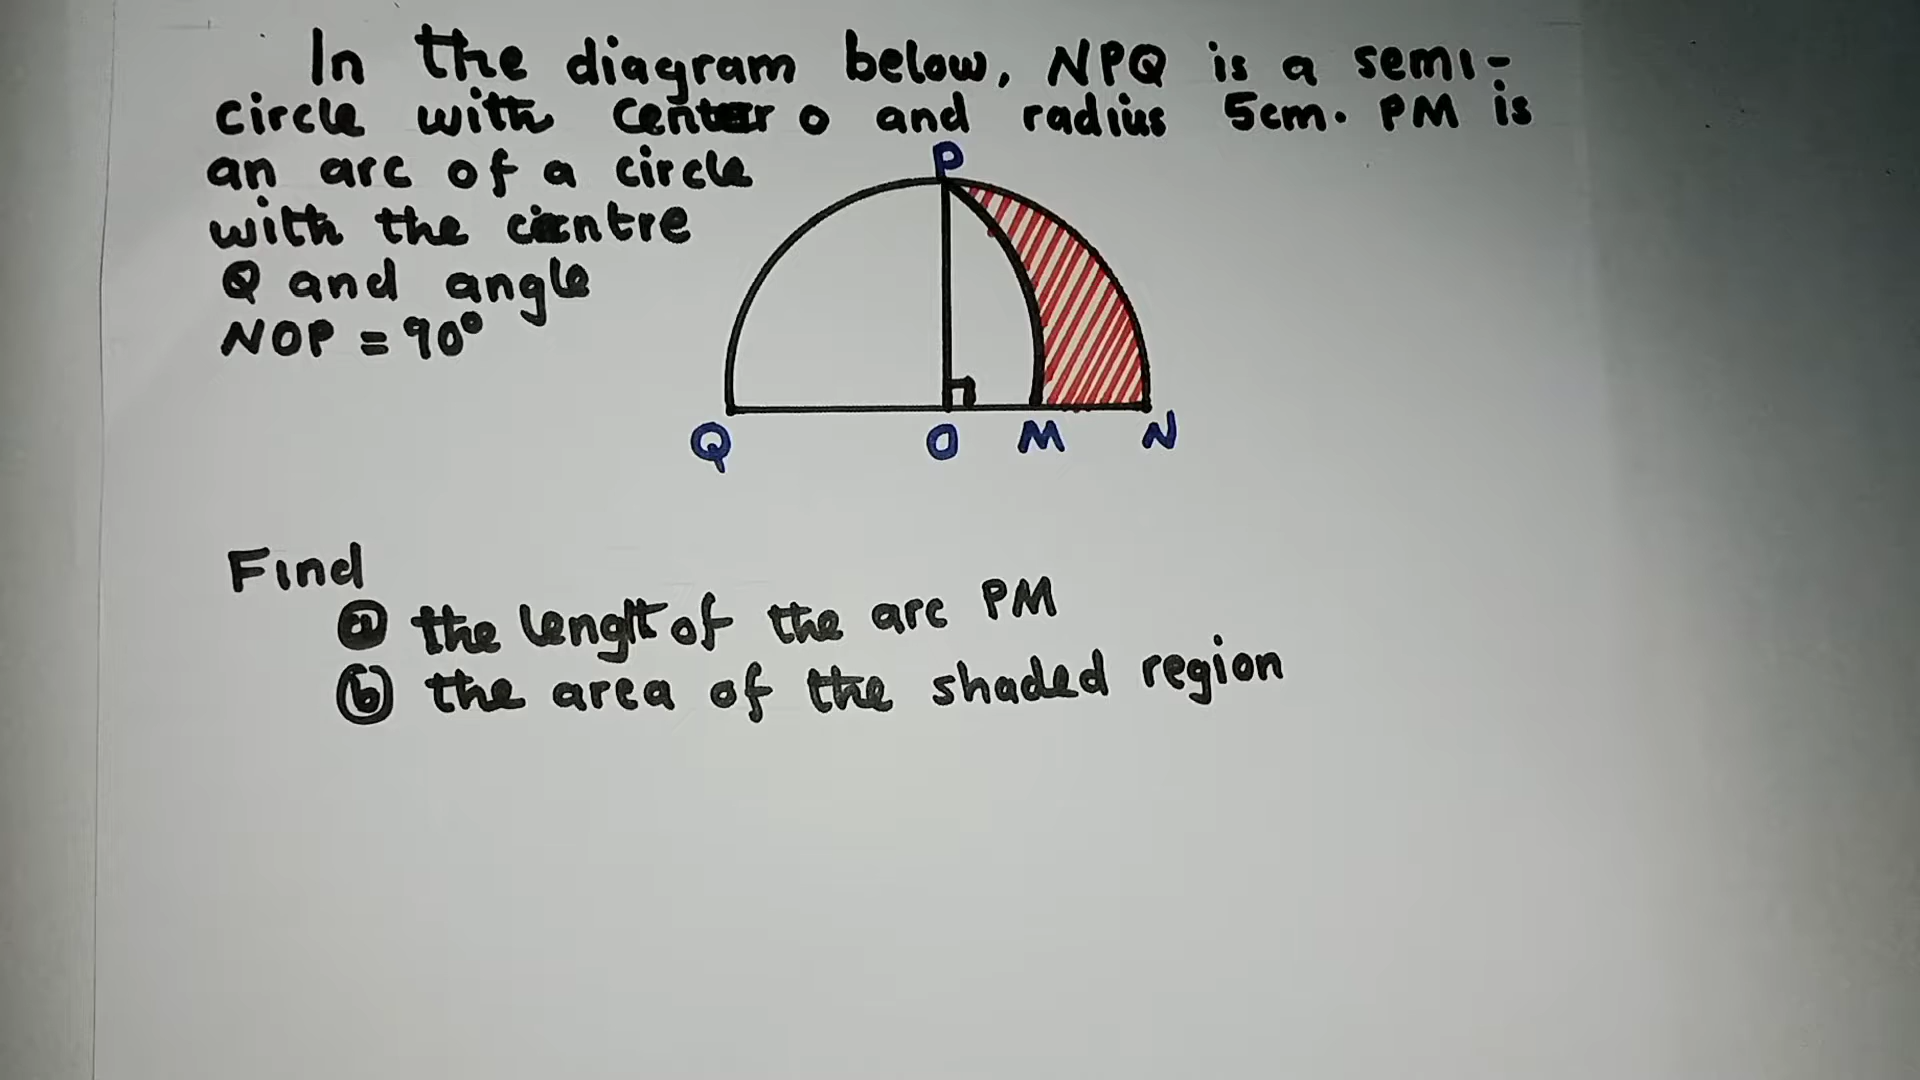 In the diagram below, NPQ is a semi-
circle with center o and radius 5cm. PM is
an arc of a circle
with the centre
Q and angle
NOP = 90°
P
Q O M N
Find
(a) the lenght of the arc PM
(b) the area of the shaded region